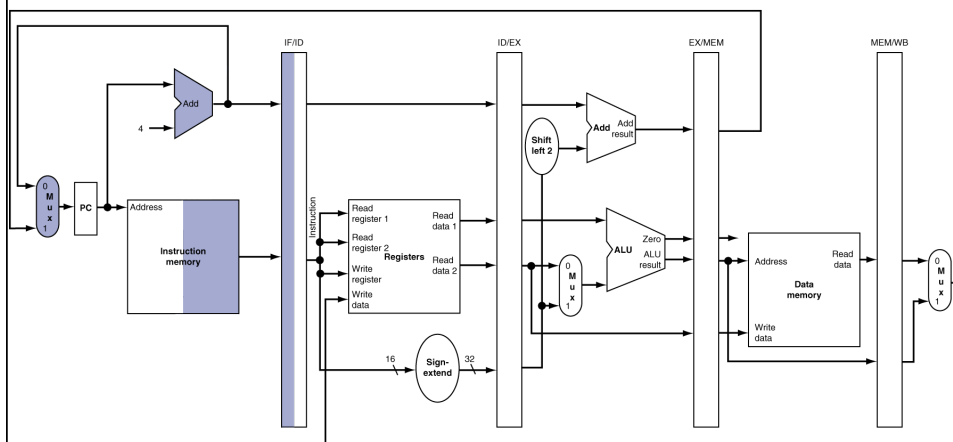 IF/ID
ID/EX
EX/MEM
MEM/WB
Add
4
Shift
left 2
Add
Add
result
0
M
u
x
1
PC
Address
Instruction
memory
Instruction
Read
register 1
Read
register 2
Write
register
Write
data
Registers
Read
data 1
Read
data 2
0
M
u
x
1
ALU
Zero
ALU
result
Address
Write
data
Data
memory
Read
data
0
M
u
x
1
16
Sign-
extend
32